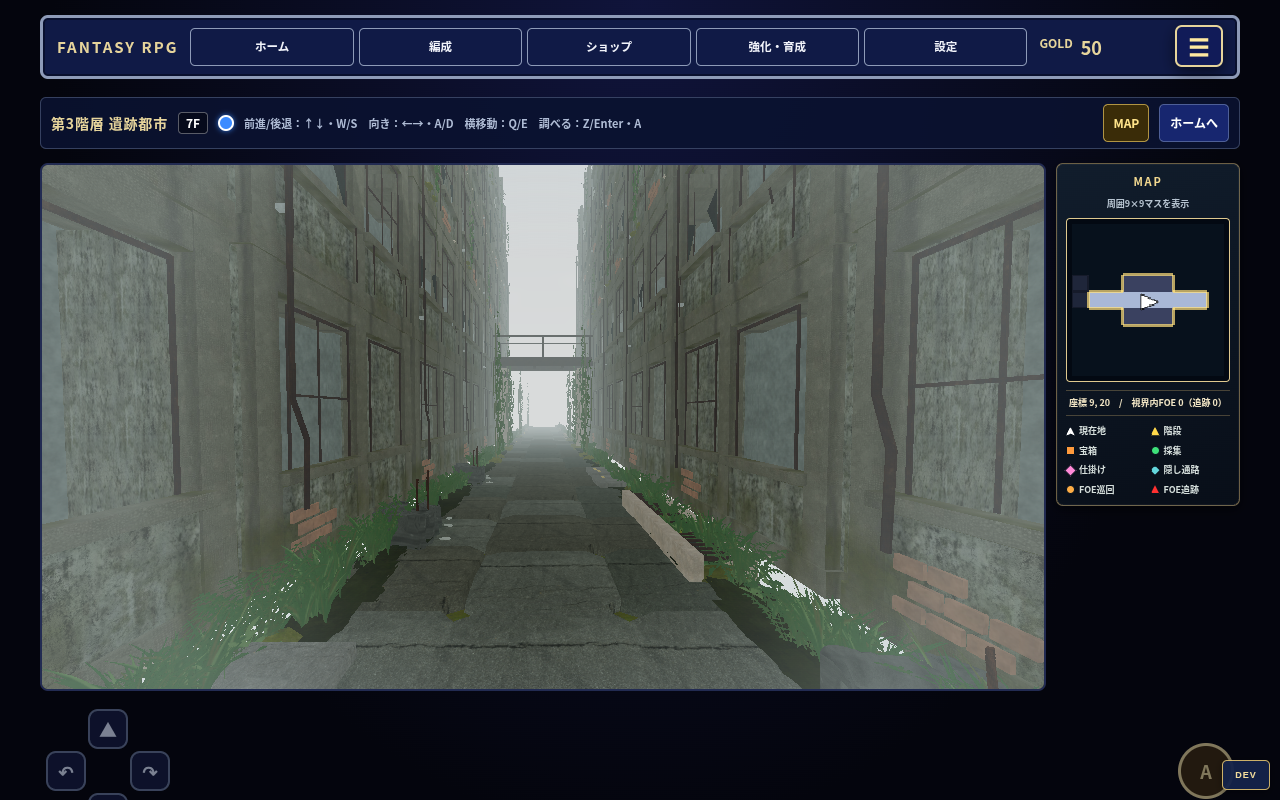 FANTASY RPG
ホーム
編成
ショップ
強化・育成
設定
GOLD 50
第3階層 遺跡都市
7F
前進/後退：↑↓・W/S 向き：←→・A/D 横移動：Q/E 調べる：Z/Enter・A
MAP
ホームへ
MAP
周囲9×9マスを表示
座標 9, 20 / 視界内FOE 0（追跡 0）
現在地
階段
宝箱
採集
仕掛け
隠し通路
FOE巡回
FOE追跡
A
DEV